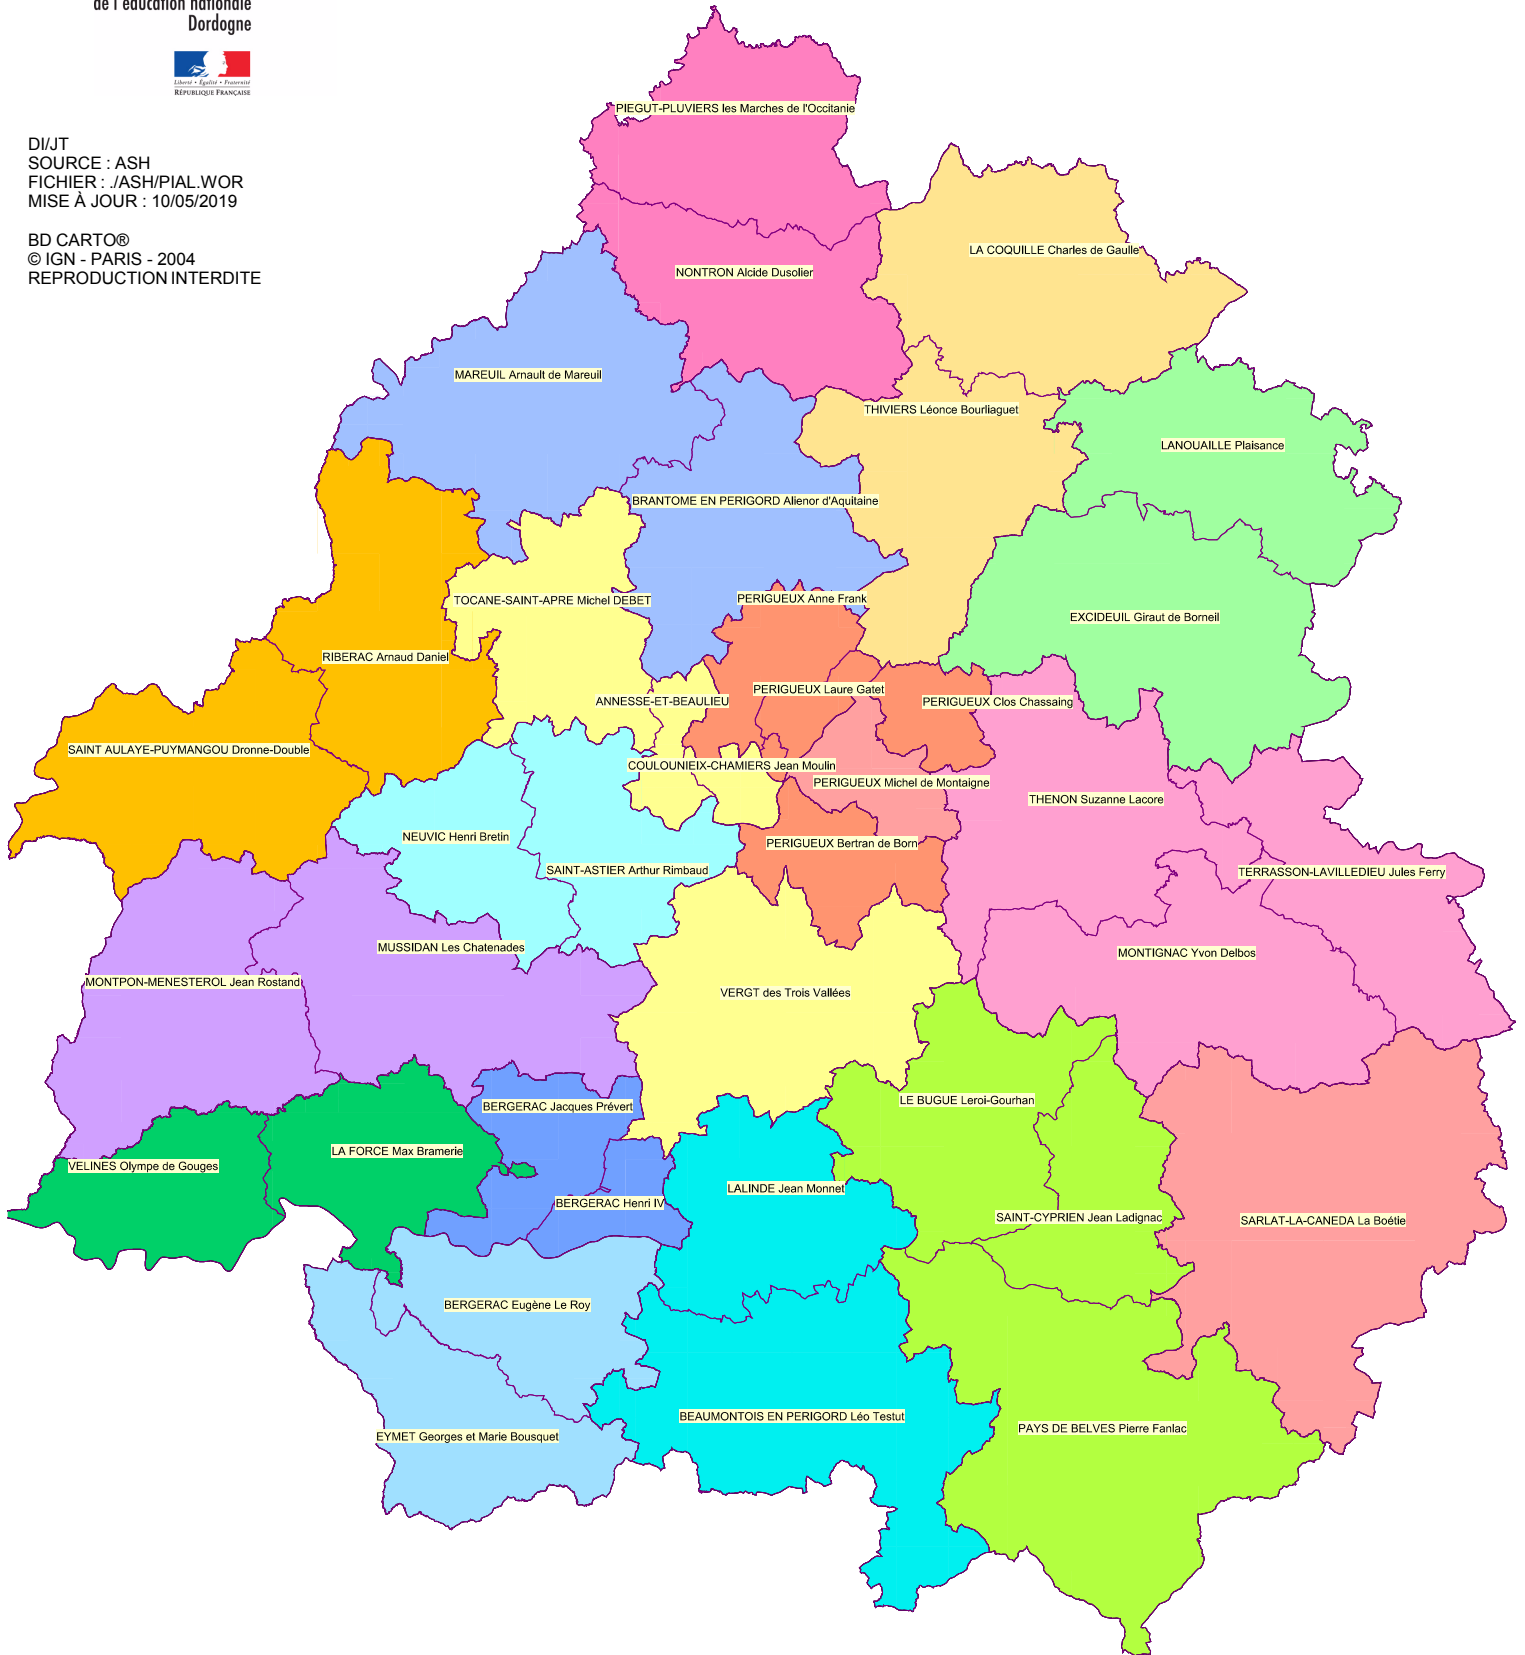 de l'éducation nationale
Dordogne
Liberté • Égalité • Fraternité
RÉPUBLIQUE FRANÇAISE
DI/JT
SOURCE : ASH
FICHIER : ./ASH/PIAL.WOR
MISE À JOUR : 10/05/2019
BD CARTO®
© IGN - PARIS - 2004
REPRODUCTION INTERDITE
PIEGUT-PLUVIERS les Marches de l'Occitanie
LA COQUILLE Charles de Gaulle
NONTRON Alcide Dusolier
MAREUIL Arnault de Mareuil
THIVIERS Léonce Bourliaguet
LANOUAILLE Plaisance
BRANTOME EN PERIGORD Alienor d'Aquitaine
TOCANE-SAINT-APRE Michel DEBET
PERIGUEUX Anne Frank
EXCIDEUIL Giraut de Borneil
RIBERAC Arnaud Daniel
PERIGUEUX Laure Gatet
ANNESSE-ET-BEAULIEU
PERIGUEUX Clos Chassaing
SAINT AULAYE-PUYMANGOU Dronne-Double
COULOUNIEIX-CHAMIERS Jean Moulin
PERIGUEUX Michel de Montaigne
THENON Suzanne Lacore
NEUVIC Henri Bretin
PERIGUEUX Bertran de Born
SAINT-ASTIER Arthur Rimbaud
TERRASSON-LAVILLEDIEU Jules Ferry
MUSSIDAN Les Chatenades
MONTIGNAC Yvon Delbos
MONTPON-MENESTEROL Jean Rostand
VERGT des Trois Vallées
LE BUGUE Leroi-Gourhan
BERGERAC Jacques Prévert
LA FORCE Max Bramerie
VELINES Olympe de Gouges
LALINDE Jean Monnet
BERGERAC Henri IV
SAINT-CYPRIEN Jean Ladignac
SARLAT-LA-CANEDA La Boétie
BERGERAC Eugène Le Roy
BEAUMONTOIS EN PERIGORD Léo Testut
PAYS DE BELVES Pierre Fanlac
EYMET Georges et Marie Bousquet